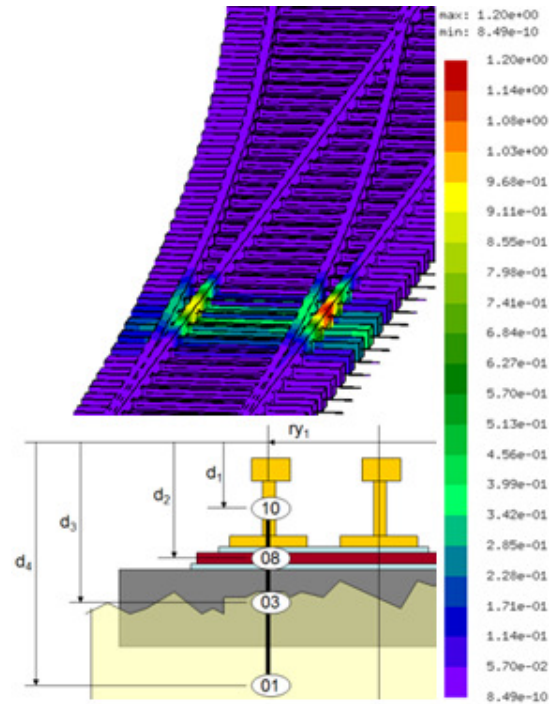 max: 1.20e+00
min: 8.49e-10
1.20e+00
1.14e+00
1.08e+00
1.03e+00
9.68e-01
9.11e-01
8.55e-01
7.98e-01
7.41e-01
6.84e-01
6.27e-01
5.70e-01
5.13e-01
4.56e-01
3.99e-01
3.42e-01
2.85e-01
2.28e-01
1.71e-01
1.14e-01
5.70e-02
8.49e-10
ry1
d1
d2
d3
d4
10
08
03
01